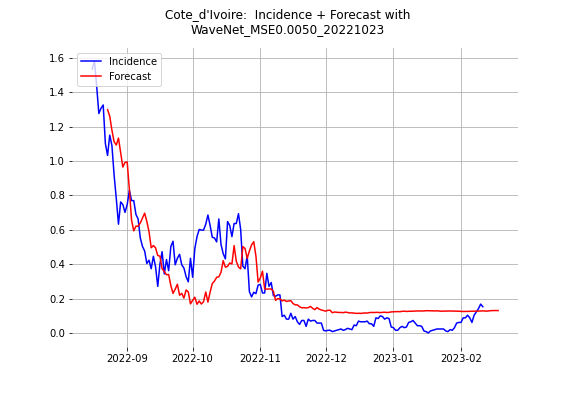 Cote_d'Ivoire:  Incidence + Forecast with
WaveNet_MSE0.0050_20221023
1.6
1.4
1.2
1.0
0.8
0.6
0.4
0.2
0.0
Incidence
Forecast
2022-09 2022-10 2022-11 2022-12 2023-01 2023-02